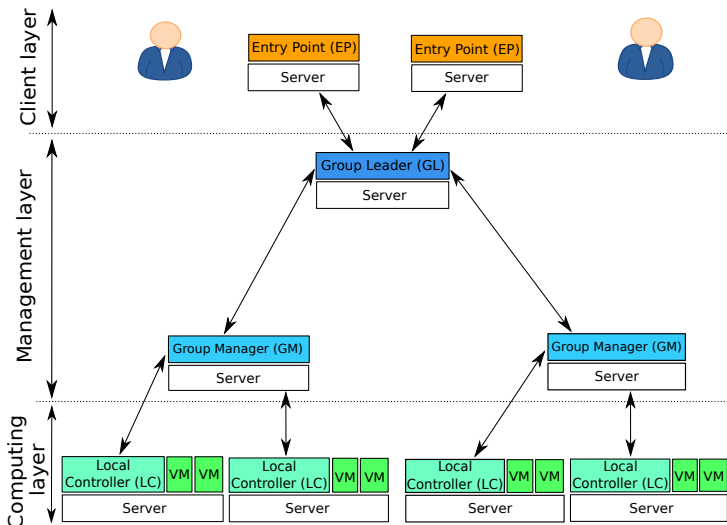 Client layer
Entry Point (EP)
Server
Entry Point (EP)
Server
Management layer
Group Leader (GL)
Server
Group Manager (GM)
Server
Group Manager (GM)
Server
Computing
layer
Local
Controller (LC)
VM
VM
Server
Local
Controller (LC)
VM
VM
Server
Local
Controller (LC)
VM
VM
Server
Local
Controller (LC)
VM
VM
Server